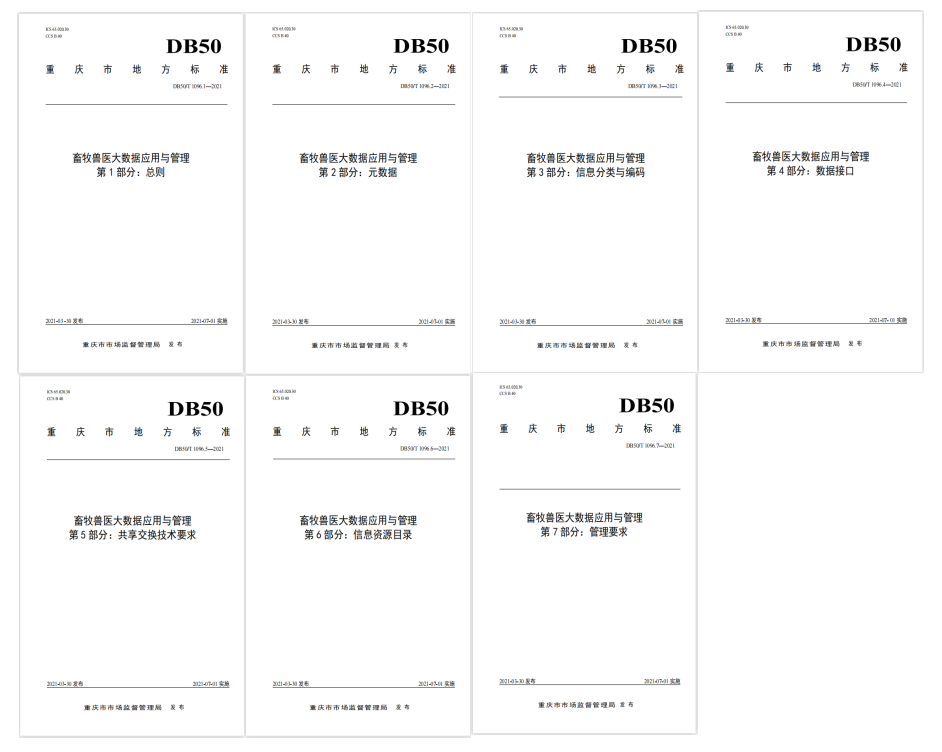 ICS 65.020.30
CCS B 40
DB50
重庆市地方标准
DB50/T 1096.1—2021
畜牧兽医大数据应用与管理
第 1 部分：总则
2021-03-30 发布
2021-07-01 实施
重庆市市场监督管理局 发布
ICS 65.020.30
CCS B 40
DB50
重庆市地方标准
DB50/T 1096.2—2021
畜牧兽医大数据应用与管理
第 2 部分：元数据
2021-03-30 发布
2021-07-01 实施
重庆市市场监督管理局 发布
ICS 65.020.30
CCS B 40
DB50
重庆市地方标准
DB50/T 1096.3—2021
畜牧兽医大数据应用与管理
第 3 部分：信息分类与编码
2021-03-30 发布
2021-07-01 实施
重庆市市场监督管理局 发布
ICS 65.020.30
CCS B 40
DB50
重庆市地方标准
DB50/T 1096.4—2021
畜牧兽医大数据应用与管理
第 4 部分：数据接口
2021-03-30 发布
2021-07-01 实施
重庆市市场监督管理局 发布
ICS 65.020.30
CCS B 40
DB50
重庆市地方标准
DB50/T 1096.5—2021
畜牧兽医大数据应用与管理
第 5 部分：共享交换技术要求
2021-03-30 发布
2021-07-01 实施
重庆市市场监督管理局 发布
ICS 65.020.30
CCS B 40
DB50
重庆市地方标准
DB50/T 1096.6—2021
畜牧兽医大数据应用与管理
第 6 部分：信息资源目录
2021-03-30 发布
2021-07-01 实施
重庆市市场监督管理局 发布
ICS 65.020.30
CCS B 40
DB50
重庆市地方标准
DB50/T 1096.7—2021
畜牧兽医大数据应用与管理
第 7 部分：管理要求
2021-03-30 发布
2021-07-01 实施
重庆市市场监督管理局 发布